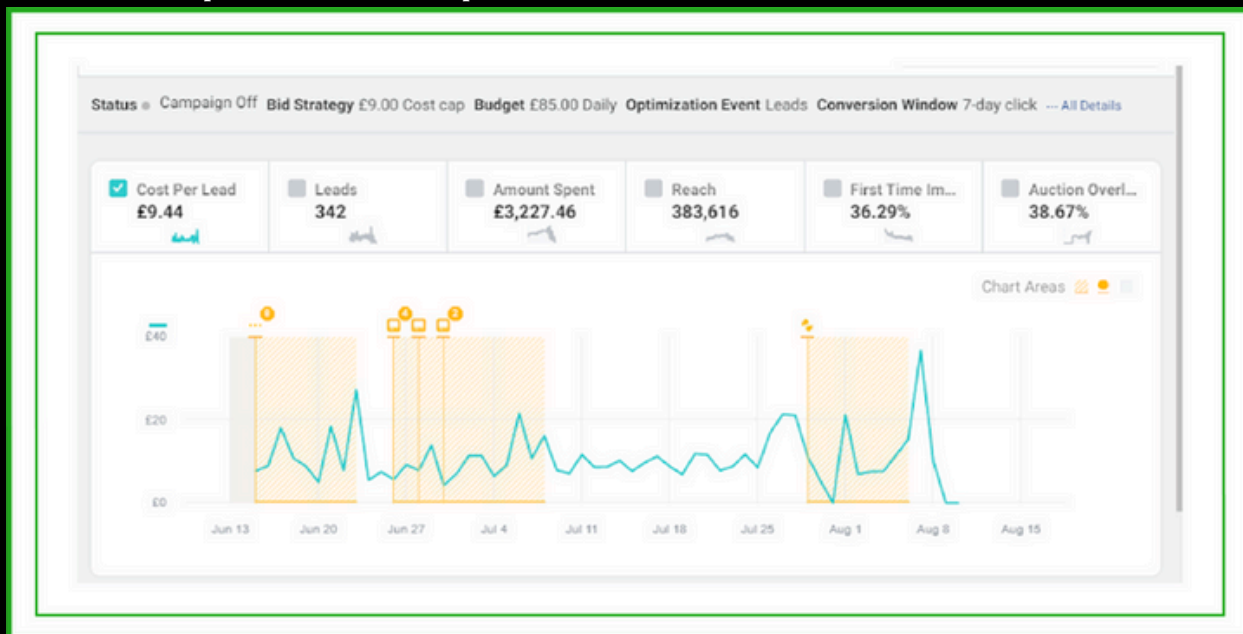 Status Campaign Off Bid Strategy £9.00 Cost cap Budget £85.00 Daily Optimization Event Leads Conversion Window 7-day click ··· All Details
Cost Per Lead
£9.44
Leads
342
Amount Spent
£3,227.46
Reach
383,616
First Time Im...
36.29%
Auction Overl...
38.67%
Chart Areas
4
2
£40
£20
£0
Jun 13
Jun 20
Jun 27
Jul 4
Jul 11
Jul 18
Jul 25
Aug 1
Aug 8
Aug 15